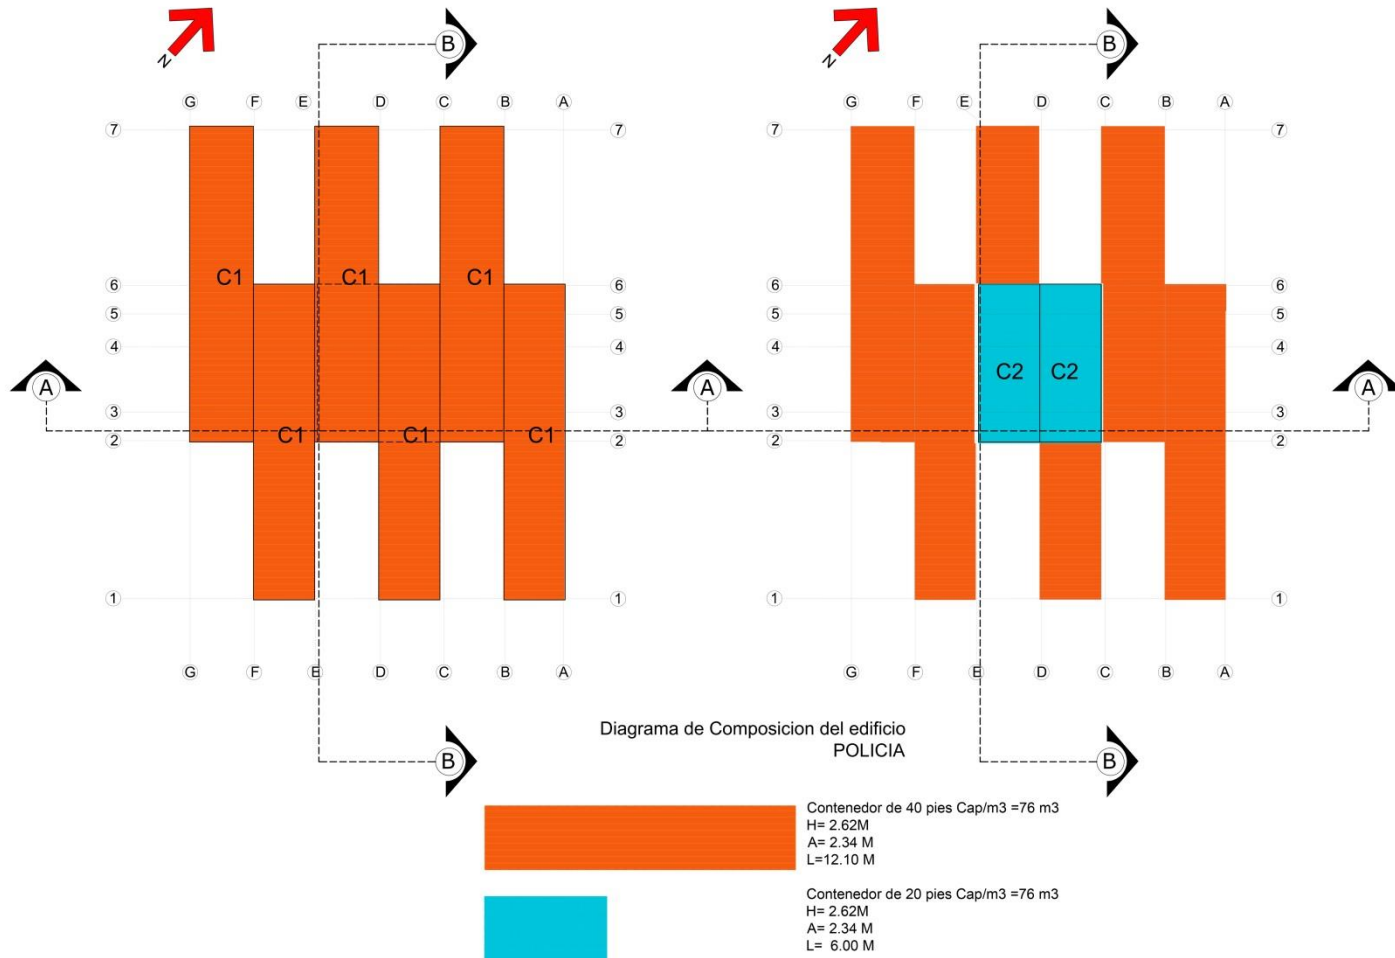 N
N
B
B
G F E D C B A
G F E D C B A
7 7
7 7
C1 C1 C1
6 6
6 6
5 5
5 5
4 4
4 4
C2 C2
A
A
A
3 3
3 3
C1 C1 C1
2 2
2 2
1 1
1 1
G F E D C B A
G F E D C B A
Diagrama de Composicion del edificio
POLICIA
B
B
Contenedor de 40 pies Cap/m3 =76 m3
H= 2.62M
A= 2.34 M
L=12.10 M
Contenedor de 20 pies Cap/m3 =76 m3
H= 2.62M
A= 2.34 M
L= 6.00 M